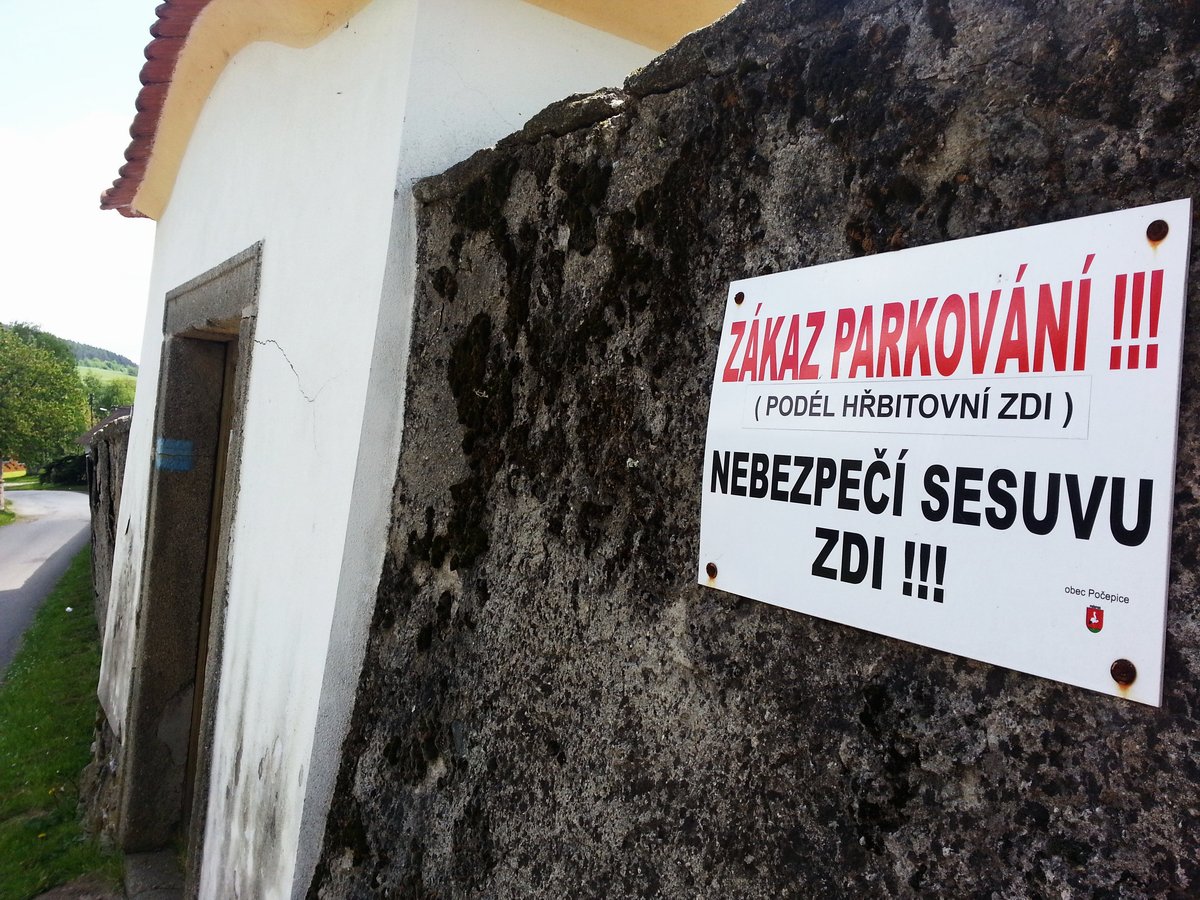 ZÁKAZ PARKOVÁNÍ !!!
( PODÉL HŘBITOVNÍ ZDI )
NEBEZPEČÍ SESUVU
ZDI !!!
obec Počepice